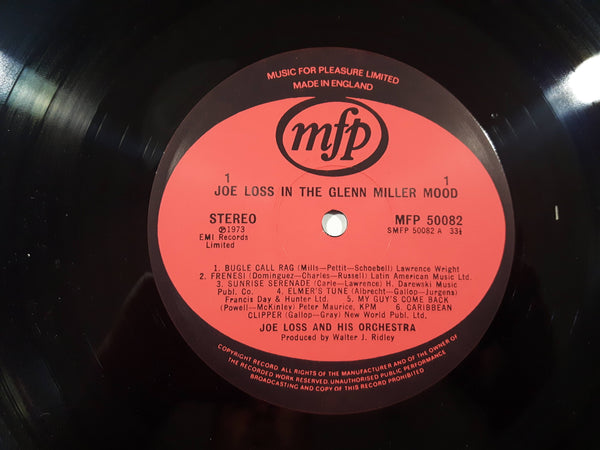 MUSIC FOR PLEASURE LIMITED
MADE IN ENGLAND
mfp
1 1
JOE LOSS IN THE GLENN MILLER MOOD
STEREO
℗1973
EMI Records
Limited
MFP 50082
SMFP 50082 A 33⅓
1. BUGLE CALL RAG (Mills—Pettit—Schoebell) Lawrence Wright
2. FRENESI (Dominguez—Charles—Russell) Latin American Music Ltd.
3. SUNRISE SERENADE (Carle—Lawrence) H. Darewski Music
Publ. Co. 4. ELMER'S TUNE (Albrecht—Gallop—Jurgens)
Francis Day & Hunter Ltd. 5. MY GUY'S COME BACK
(Powell—McKinley) Peter Maurice, KPM 6. CARIBBEAN
CLIPPER (Gallop—Gray) New World Publ. Ltd.
JOE LOSS AND HIS ORCHESTRA
Produced by Walter J. Ridley
COPYRIGHT RECORD. ALL RIGHTS OF THE MANUFACTURER AND OF THE OWNER OF
THE RECORDED WORK RESERVED. UNAUTHORISED PUBLIC PERFORMANCE
BROADCASTING AND COPY OF THIS RECORD PROHIBITED